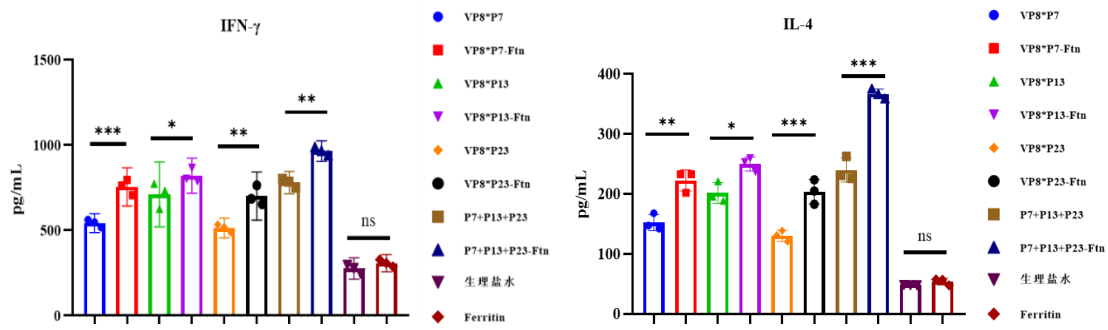 IFN-γ
pg/mL
1500
1000
500
0
***
*
**
**
ns
VP8*P7
VP8*P7-Ftn
VP8*P13
VP8*P13-Ftn
VP8*P23
VP8*P23-Ftn
P7+P13+P23
P7+P13+P23-Ftn
生理盐水
Ferritin
IL-4
pg/mL
400
300
200
100
0
**
*
***
***
ns
VP8*P7
VP8*P7-Ftn
VP8*P13
VP8*P13-Ftn
VP8*P23
VP8*P23-Ftn
P7+P13+P23
P7+P13+P23-Ftn
生理盐水
Ferritin